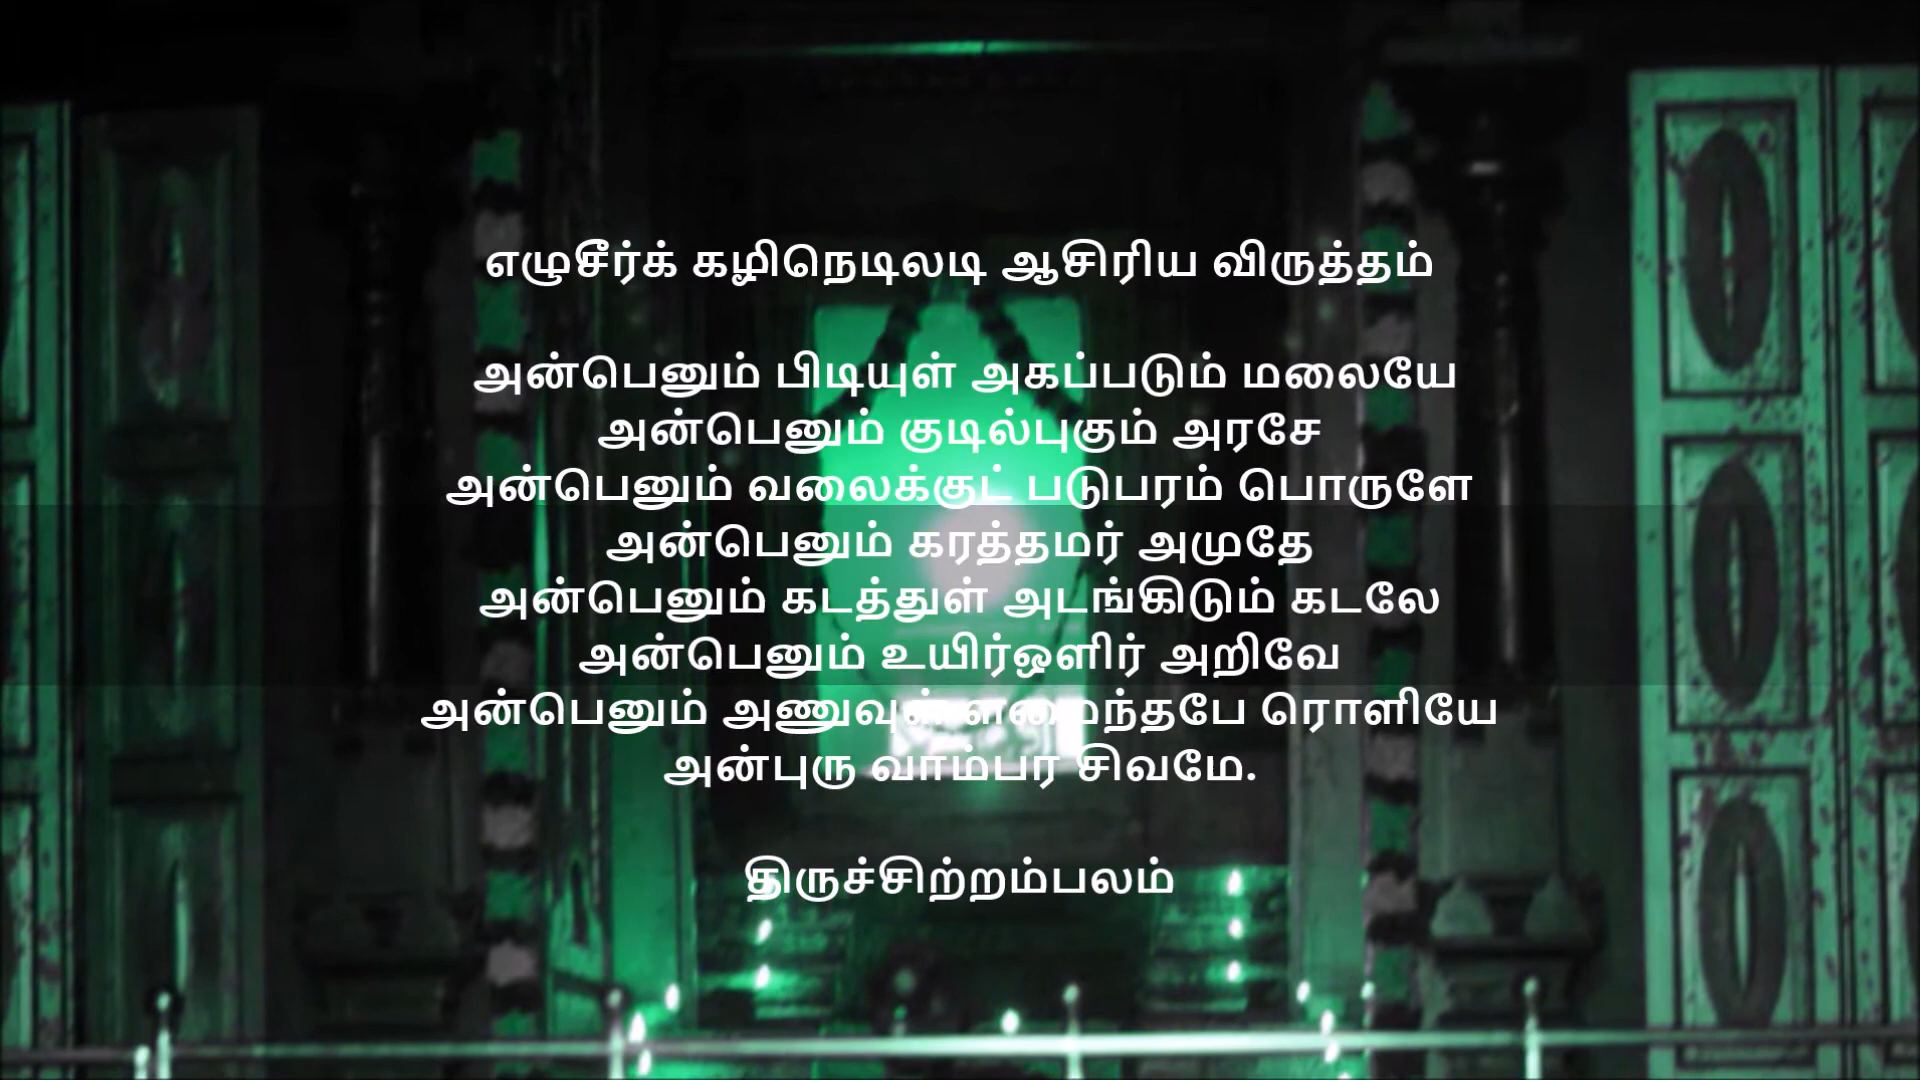 எழுசீர்க் கழிநெடிலடி ஆசிரிய விருத்தம்
அன்பெனும் பிடியுள் அகப்படும் மலையே
அன்பெனும் குடில்புகும் அரசே
அன்பெனும் வலைக்குட் படுபரம் பொருளே
அன்பெனும் கரத்தமர் அமுதே
அன்பெனும் கடத்துள் அடங்கிடும் கடலே
அன்பெனும் உயிர்ஒளிர் அறிவே
அன்பெனும் அணுவுள்ளமைந்தபே ரொளியே
அன்புரு வாம்பர சிவமே.
திருச்சிற்றம்பலம்